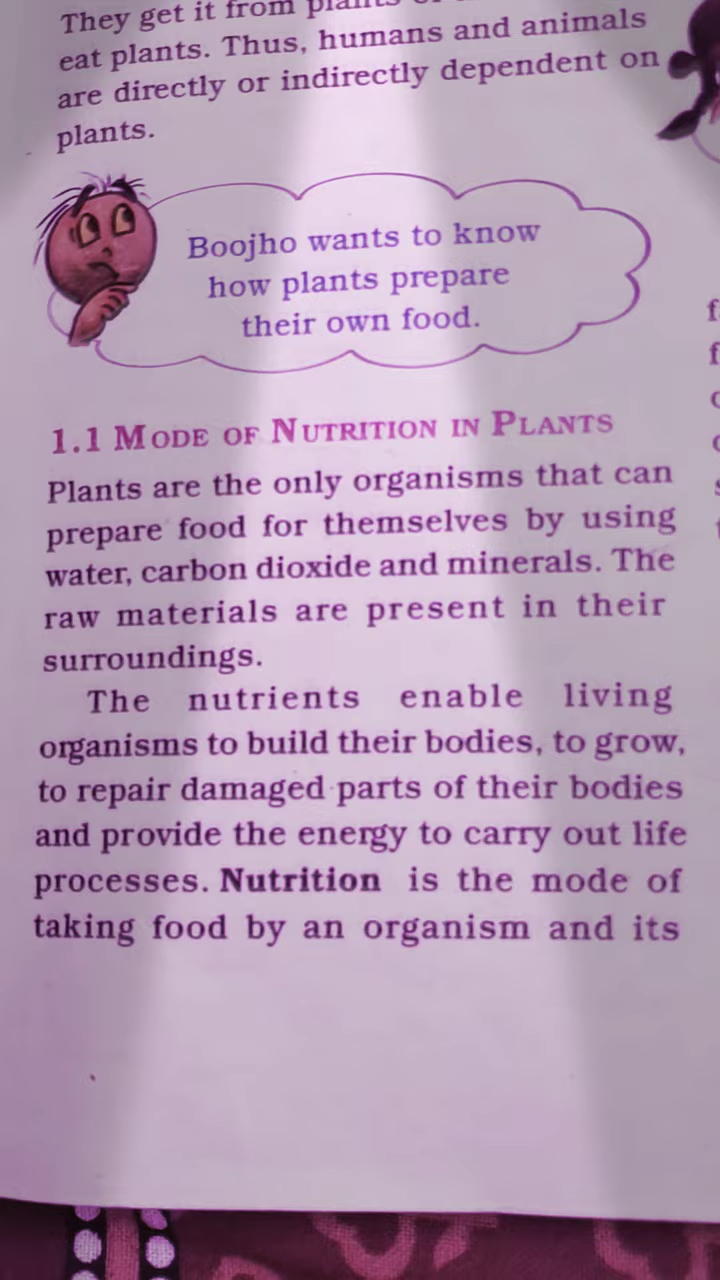 They get it from plants
eat plants. Thus, humans and animals
are directly or indirectly dependent on
plants.
Boojho wants to know
how plants prepare
their own food.
1.1 MODE OF NUTRITION IN PLANTS
Plants are the only organisms that can
prepare food for themselves by using
water, carbon dioxide and minerals. The
raw materials are present in their
surroundings.
The nutrients enable living
organisms to build their bodies, to grow,
to repair damaged parts of their bodies
and provide the energy to carry out life
processes. Nutrition is the mode of
taking food by an organism and its